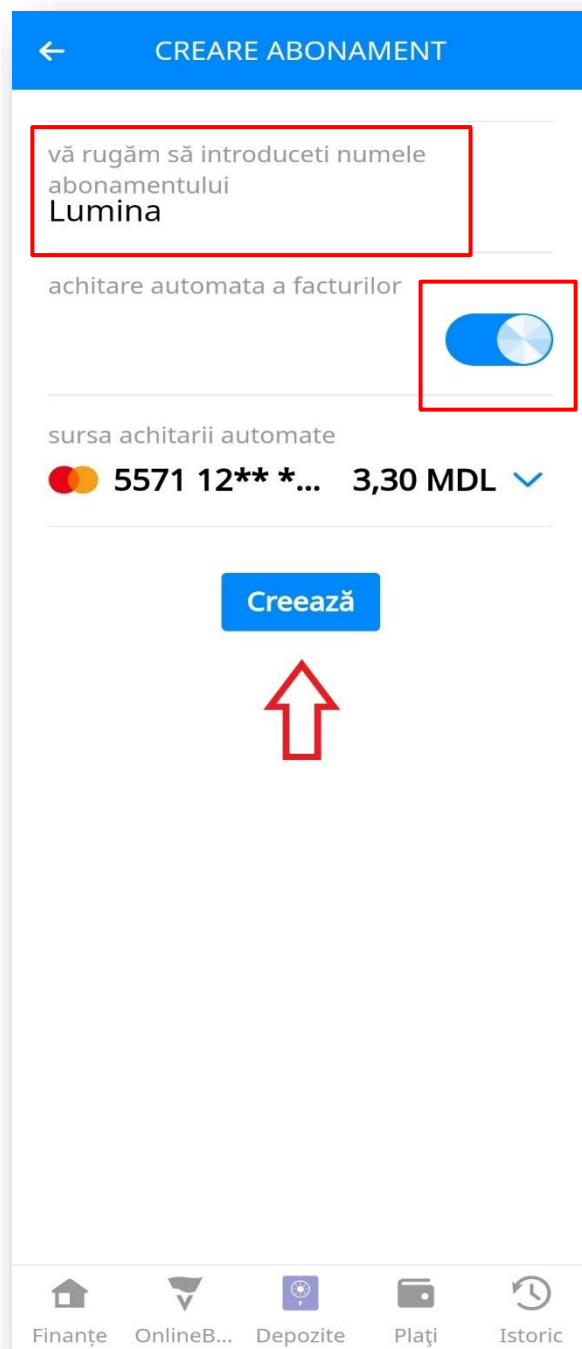 CREARE ABONAMENT
vă rugăm să introduceti numele
abonamentului
Lumina
achitare automata a facturilor
sursa achitarii automate
5571 12** *... 3,30 MDL
Creează
Finanțe OnlineB... Depozite Plaţi Istoric